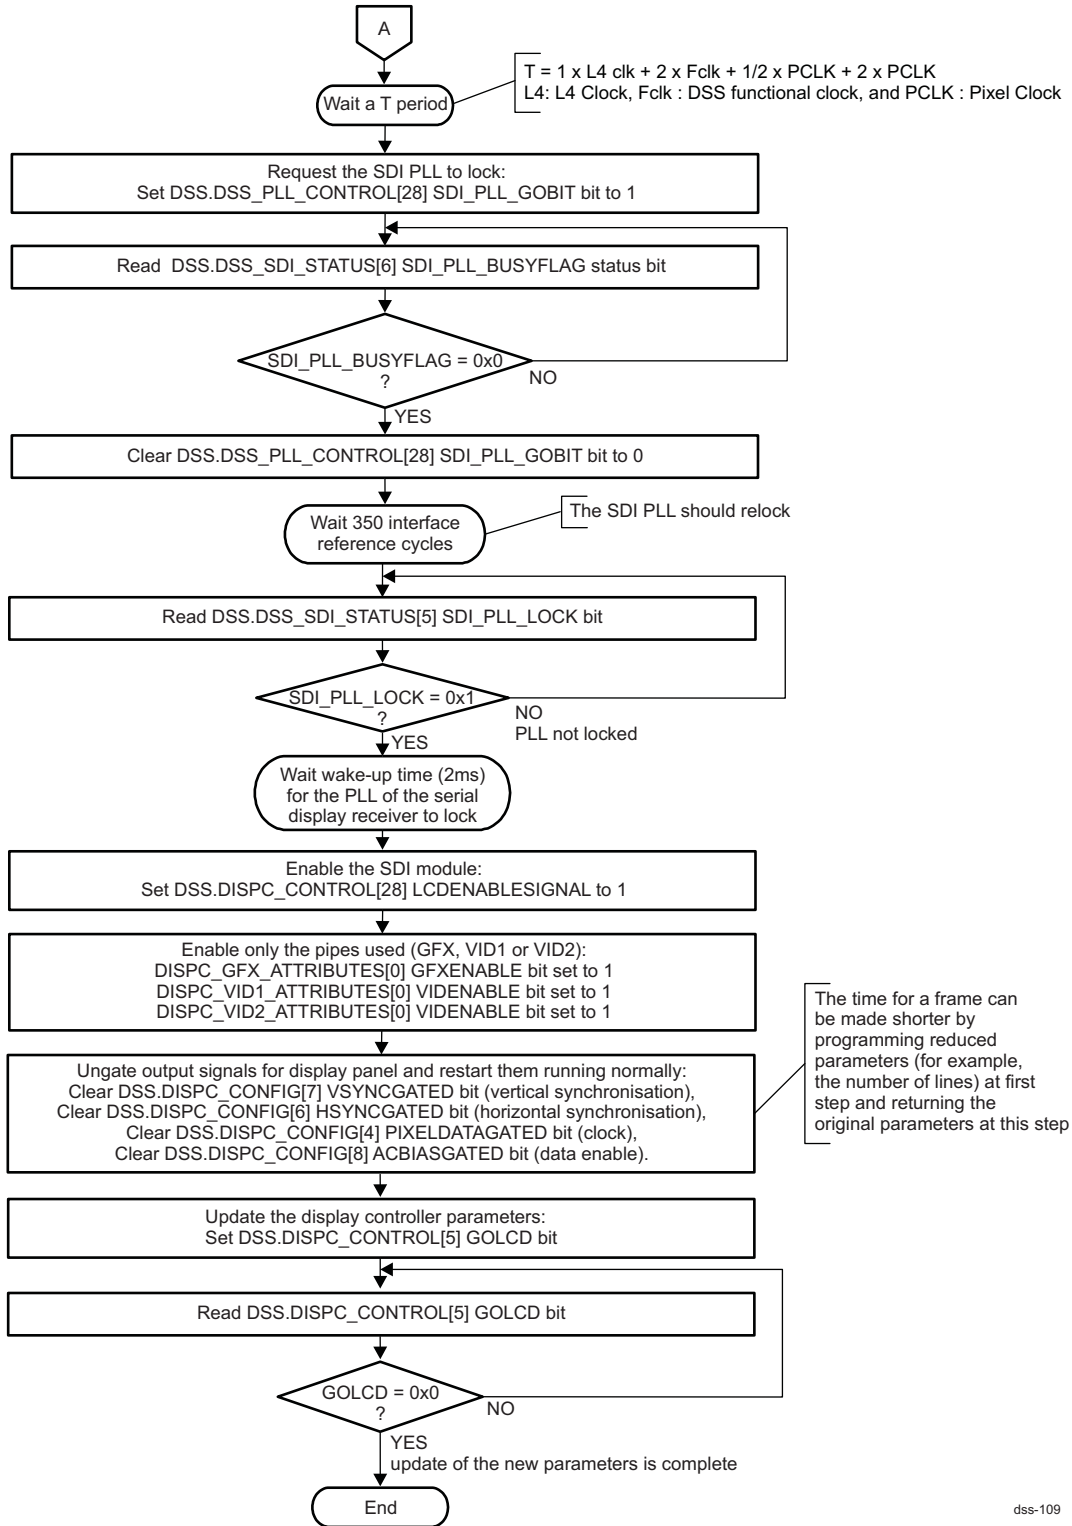 A
Wait a T period
T = 1 x L4 clk + 2 x Fclk + 1/2 x PCLK + 2 x PCLK
L4: L4 Clock, Fclk : DSS functional clock, and PCLK : Pixel Clock
Request the SDI PLL to lock:
Set DSS.DSS_PLL_CONTROL[28] SDI_PLL_GOBIT bit to 1
Read DSS.DSS_SDI_STATUS[6] SDI_PLL_BUSYFLAG status bit
SDI_PLL_BUSYFLAG = 0x0
?
NO
YES
Clear DSS.DSS_PLL_CONTROL[28] SDI_PLL_GOBIT bit to 0
Wait 350 interface
reference cycles
The SDI PLL should relock
Read DSS.DSS_SDI_STATUS[5] SDI_PLL_LOCK bit
SDI_PLL_LOCK = 0x1
?
NO
PLL not locked
YES
Wait wake-up time (2ms)
for the PLL of the serial
display receiver to lock
Enable the SDI module:
Set DSS.DISPC_CONTROL[28] LCDENABLESIGNAL to 1
Enable only the pipes used (GFX, VID1 or VID2):
DISPC_GFX_ATTRIBUTES[0] GFXENABLE bit set to 1
DISPC_VID1_ATTRIBUTES[0] VIDENABLE bit set to 1
DISPC_VID2_ATTRIBUTES[0] VIDENABLE bit set to 1
The time for a frame can
be made shorter by
programming reduced
parameters (for example,
the number of lines) at first
step and returning the
original parameters at this step
Ungate output signals for display panel and restart them running normally:
Clear DSS.DISPC_CONFIG[7] VSYNCGATED bit (vertical synchronisation),
Clear DSS.DISPC_CONFIG[6] HSYNCGATED bit (horizontal synchronisation),
Clear DSS.DISPC_CONFIG[4] PIXELDATAGATED bit (clock),
Clear DSS.DISPC_CONFIG[8] ACBIASGATED bit (data enable).
Update the display controller parameters:
Set DSS.DISPC_CONTROL[5] GOLCD bit
Read DSS.DISPC_CONTROL[5] GOLCD bit
GOLCD = 0x0
?
NO
YES
update of the new parameters is complete
End
dss-109